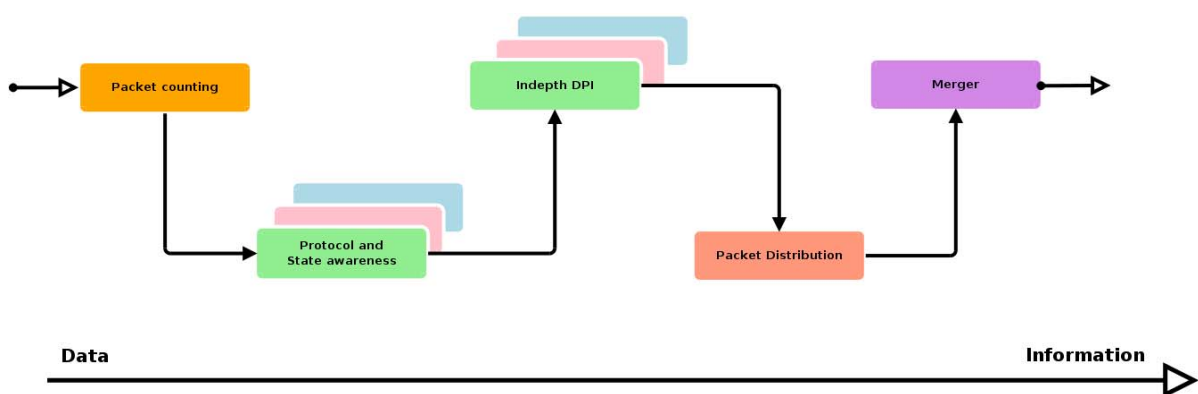 Packet counting
Protocol and
State awareness
Indepth DPI
Packet Distribution
Merger
Data
Information